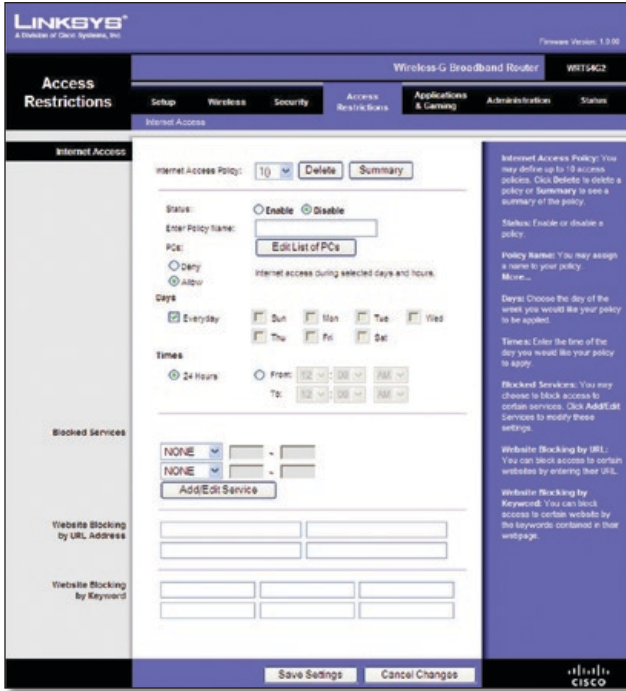 LINKSYS®
A Division of Cisco Systems, Inc.
Firmware Version: 1.0.00
Wireless-G Broadband Router
WRT54G2
Access Restrictions
Setup
Wireless
Security
Access Restrictions
Applications & Gaming
Administration
Status
Internet Access
Internet Access
Internet Access Policy:
10
Delete
Summary
Status:
Enable
Disable
Enter Policy Name:
PCs:
Edit List of PCs
Deny
Allow
Internet access during selected days and hours.
Days
Everyday
Sun
Mon
Tue
Wed
Thu
Fri
Sat
Times
24 Hours
From:
12
:
00
AM
To:
12
:
00
AM
Blocked Services
NONE
~
NONE
~
Add/Edit Service
Website Blocking
by URL Address
Website Blocking
by Keyword
Internet Access Policy: You
may define up to 10 access
policies. Click Delete to delete a
policy or Summary to see a
summary of the policy.
Status: Enable or disable a
policy.
Policy Name: You may assign
a name to your policy.
More...
Days: Choose the day of the
week you would like your policy
to be applied.
Times: Enter the time of the
day you would like your policy
to apply.
Blocked Services: You may
choose to block access to
certain services. Click Add/Edit
Services to modify these
settings.
Website Blocking by URL:
You can block access to certain
websites by entering their URL.
Website Blocking by
Keyword: You can block
access to certain website by
the keywords contained in their
webpage.
Save Settings
Cancel Changes
CISCO